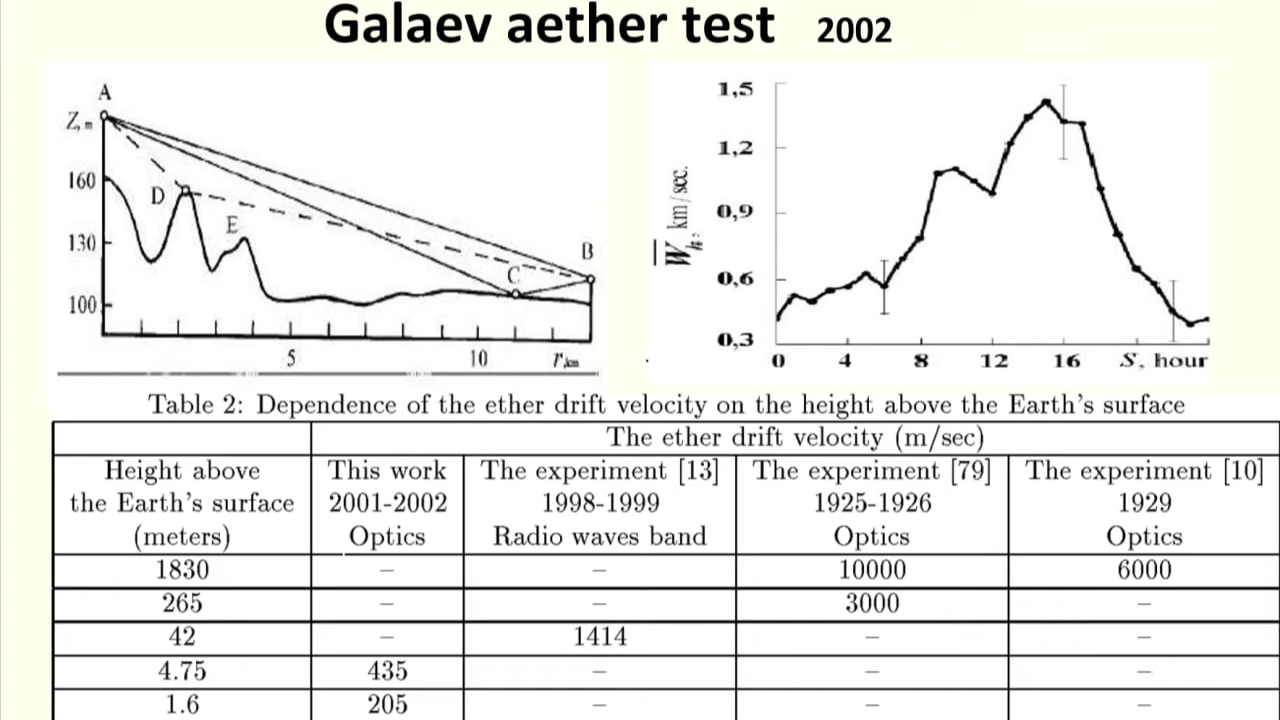 Galaev aether test 2002
A
Z, m
160
130
100
D
E
C
B
5 10 r, km
1,5
1,2
0,9
0,6
0,3
W h, km/sec.
0 4 8 12 16 S, hour
Table 2: Dependence of the ether drift velocity on the height above the Earth's surface
The ether drift velocity (m/sec)
Height above the Earth's surface (meters)
This work 2001-2002 Optics
The experiment [13] 1998-1999 Radio waves band
The experiment [79] 1925-1926 Optics
The experiment [10] 1929 Optics
1830 – – 10000 6000
265 – – 3000 –
42 – 1414 – –
4.75 435 – – –
1.6 205 – – –